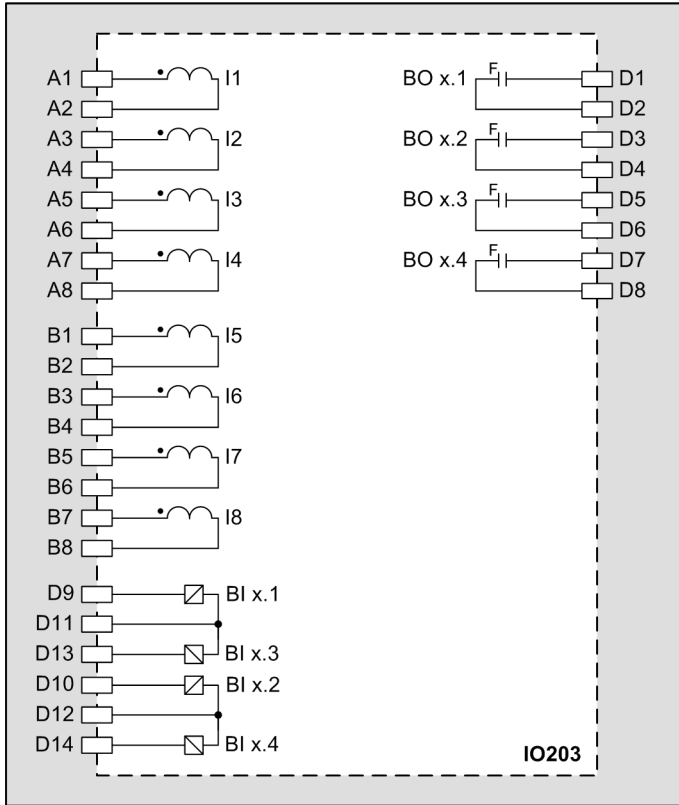 A1 I1 BO x.1 F D1
A2 D2
A3 I2 BO x.2 F D3
A4 D4
A5 I3 BO x.3 F D5
A6 D6
A7 I4 BO x.4 F D7
A8 D8
B1 I5
B2
B3 I6
B4
B5 I7
B6
B7 I8
B8
D9 BI x.1
D11
D13 BI x.3
D10 BI x.2
D12
D14 BI x.4
IO203